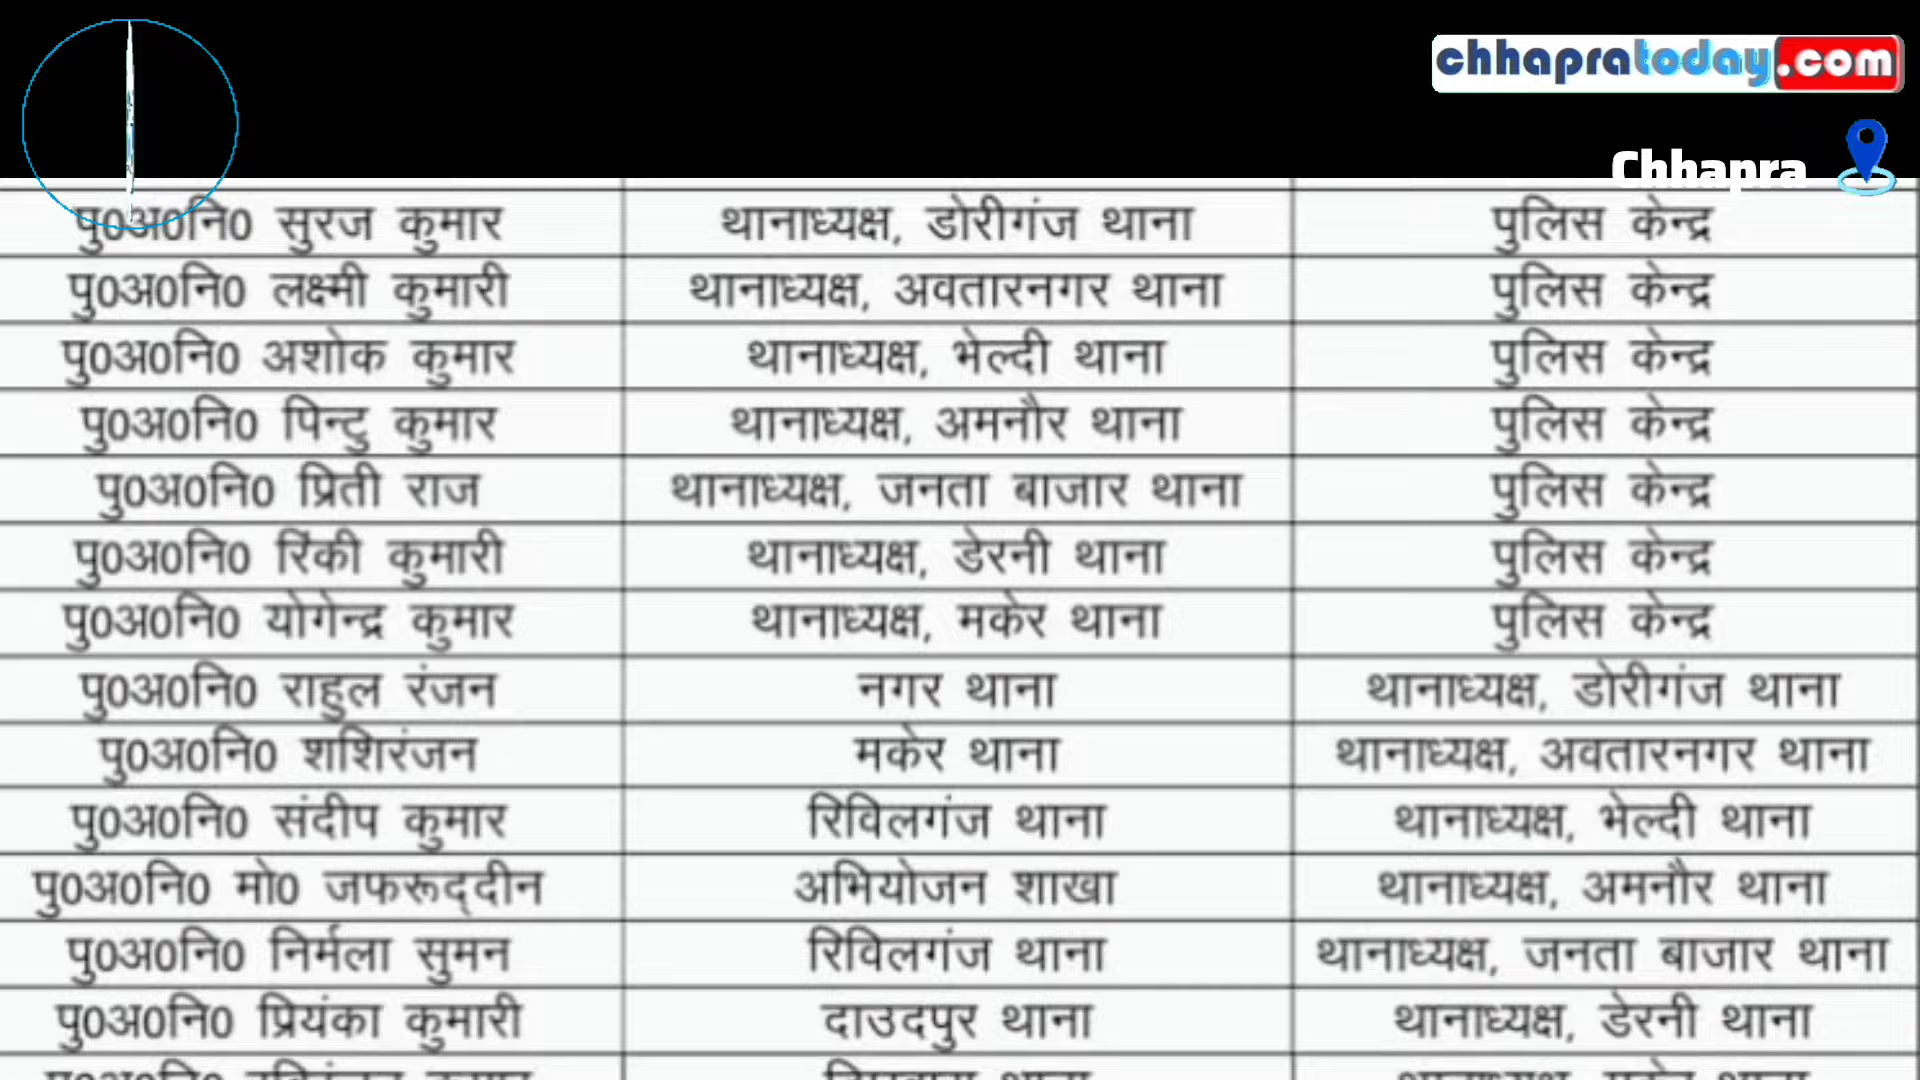 chhapratoday.com
Chhapra
पु0अ0नि0 सुरज कुमार थानाध्यक्ष, डोरीगंज थाना पुलिस केन्द्र
पु0अ0नि0 लक्ष्मी कुमारी थानाध्यक्ष, अवतारनगर थाना पुलिस केन्द्र
पु0अ0नि0 अशोक कुमार थानाध्यक्ष, भेल्दी थाना पुलिस केन्द्र
पु0अ0नि0 पिन्टु कुमार थानाध्यक्ष, अमनौर थाना पुलिस केन्द्र
पु0अ0नि0 प्रिती राज थानाध्यक्ष, जनता बाजार थाना पुलिस केन्द्र
पु0अ0नि0 रिंकी कुमारी थानाध्यक्ष, डेरनी थाना पुलिस केन्द्र
पु0अ0नि0 योगेन्द्र कुमार थानाध्यक्ष, मकेर थाना पुलिस केन्द्र
पु0अ0नि0 राहुल रंजन नगर थाना थानाध्यक्ष, डोरीगंज थाना
पु0अ0नि0 शशिरंजन मकेर थाना थानाध्यक्ष, अवतारनगर थाना
पु0अ0नि0 संदीप कुमार रिविलगंज थाना थानाध्यक्ष, भेल्दी थाना
पु0अ0नि0 मो0 जफरूद्दीन अभियोजन शाखा थानाध्यक्ष, अमनौर थाना
पु0अ0नि0 निर्मला सुमन रिविलगंज थाना थानाध्यक्ष, जनता बाजार थाना
पु0अ0नि0 प्रियंका कुमारी दाउदपुर थाना थानाध्यक्ष, डेरनी थाना